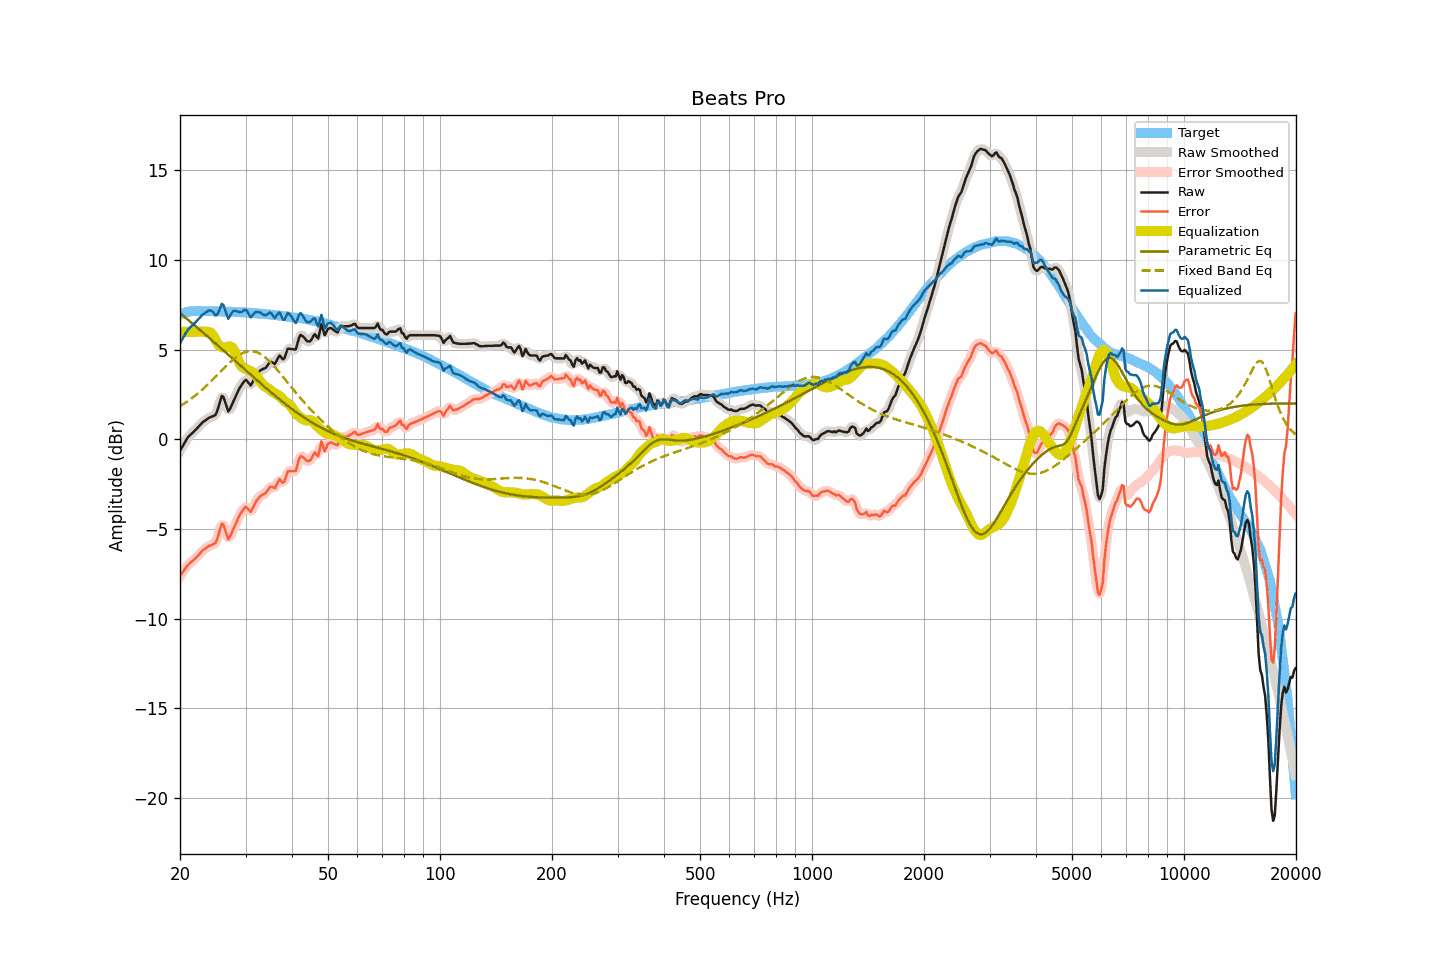 Beats Pro
Target
Raw Smoothed
Error Smoothed
Raw
Error
Equalization
Parametric Eq
Fixed Band Eq
Equalized
Amplitude (dBr)
15
10
5
0
−5
−10
−15
−20
20 50 100 200 500 1000 2000 5000 10000 20000
Frequency (Hz)